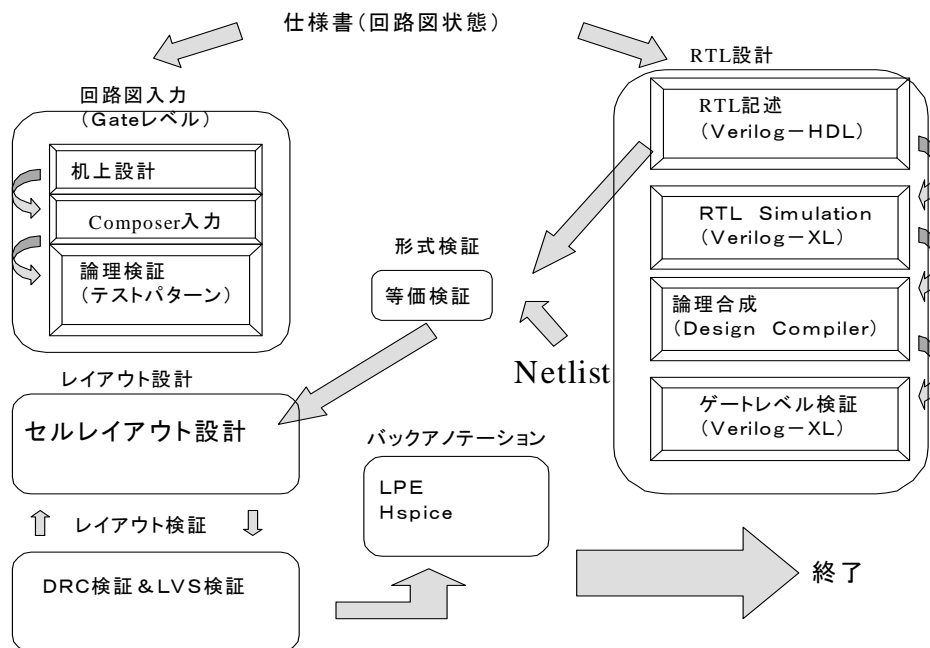 仕様書(回路図状態)
回路図入力
(Gateレベル)
机上設計
Composer入力
論理検証
(テストパターン)
RTL設計
RTL記述
(Verilog－HDL)
RTL Simulation
(Verilog－XL)
論理合成
(Design Compiler)
ゲートレベル検証
(Verilog－XL)
形式検証
等価検証
Netlist
レイアウト設計
セルレイアウト設計
レイアウト検証
DRC検証＆LVS検証
バックアノテーション
LPE
Hspice
終了